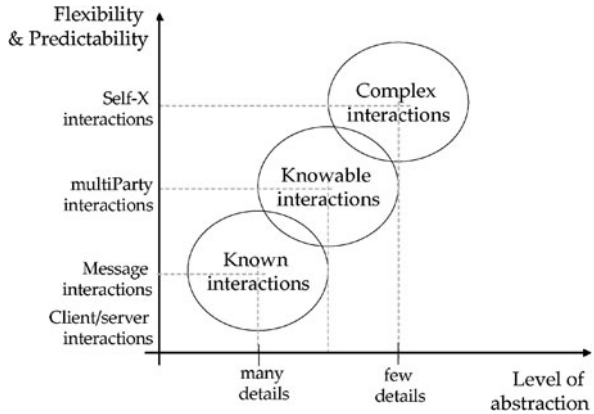 Flexibility
& Predictability
Self-X
interactions
Complex
interactions
multiParty
interactions
Knowable
interactions
Message
interactions
Known
interactions
Client/server
interactions
many
details
few
details
Level of
abstraction